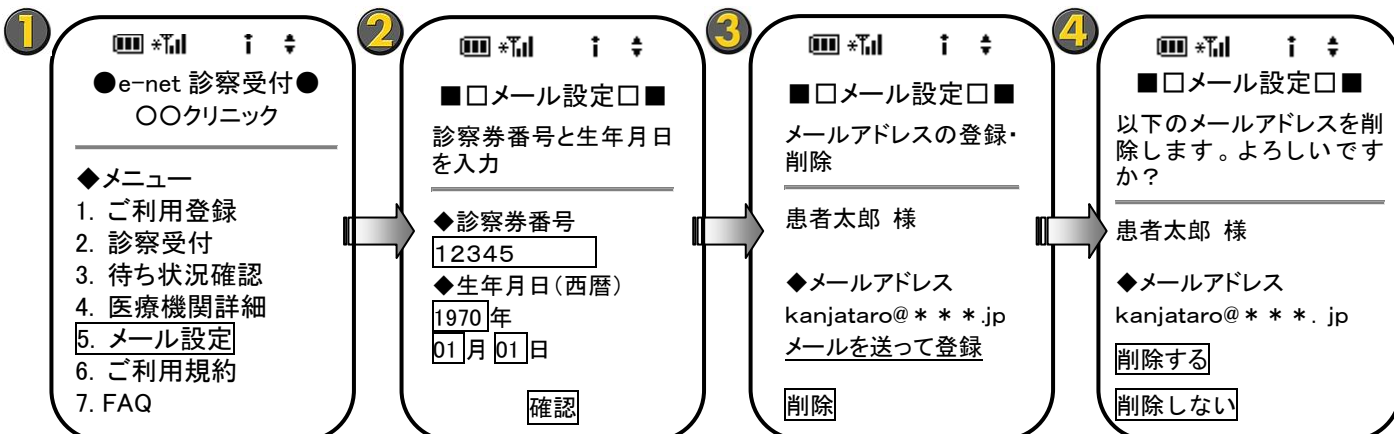 1
●e-net 診察受付●
〇〇クリニック
◆メニュー
1. ご利用登録
2. 診察受付
3. 待ち状況確認
4. 医療機関詳細
5. メール設定
6. ご利用規約
7. FAQ
2
■□メール設定□■
診察券番号と生年月日
を入力
◆診察券番号
12345
◆生年月日(西暦)
1970年
01月01日
確認
3
■□メール設定□■
メールアドレスの登録・
削除
患者太郎 様
◆メールアドレス
kanjataro@***.jp
メールを送って登録
削除
4
■□メール設定□■
以下のメールアドレスを削
除します。よろしいです
か?
患者太郎 様
◆メールアドレス
kanjataro@***. jp
削除する
削除しない